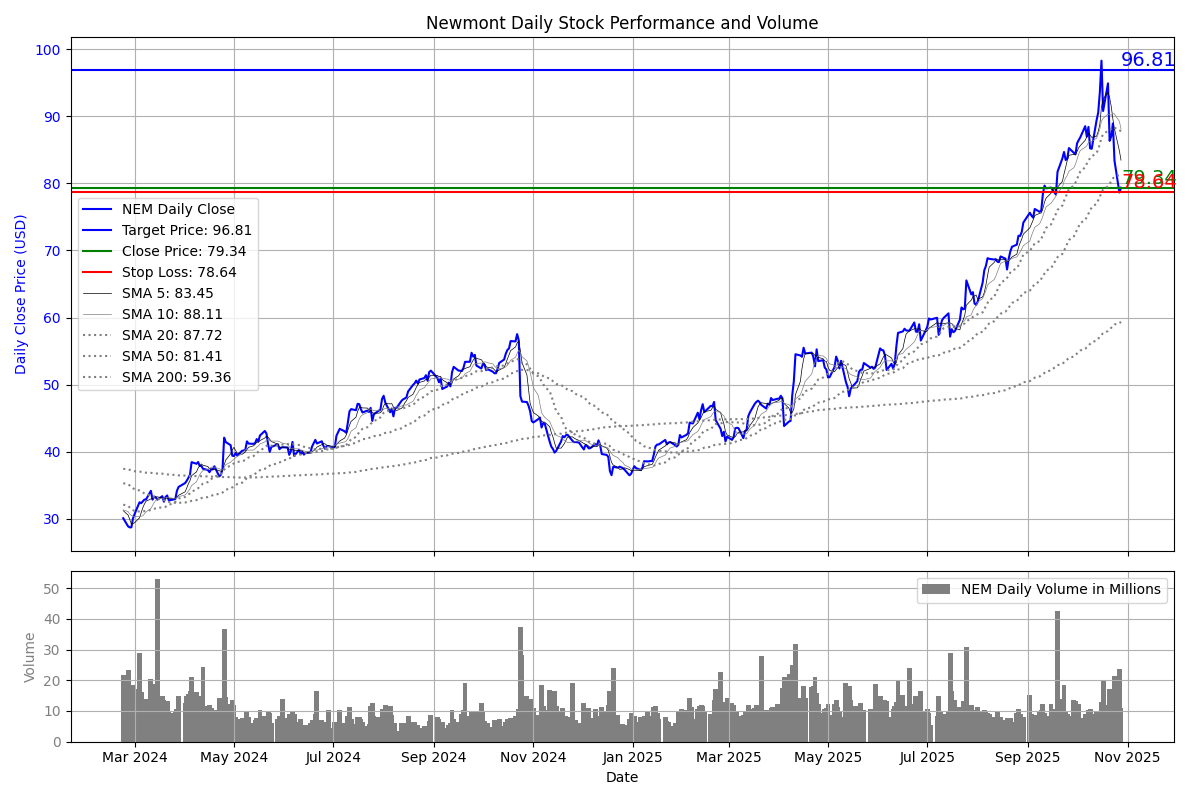 Newmont Daily Stock Performance and Volume
100
90
80
70
60
50
40
30
Daily Close Price (USD)
96.81
79.34
78.64
NEM Daily Close
Target Price: 96.81
Close Price: 79.34
Stop Loss: 78.64
SMA 5: 83.45
SMA 10: 88.11
SMA 20: 87.72
SMA 50: 81.41
SMA 200: 59.36
50
40
30
20
10
0
Volume
NEM Daily Volume in Millions
Mar 2024 May 2024 Jul 2024 Sep 2024 Nov 2024 Jan 2025 Mar 2025 May 2025 Jul 2025 Sep 2025 Nov 2025
Date